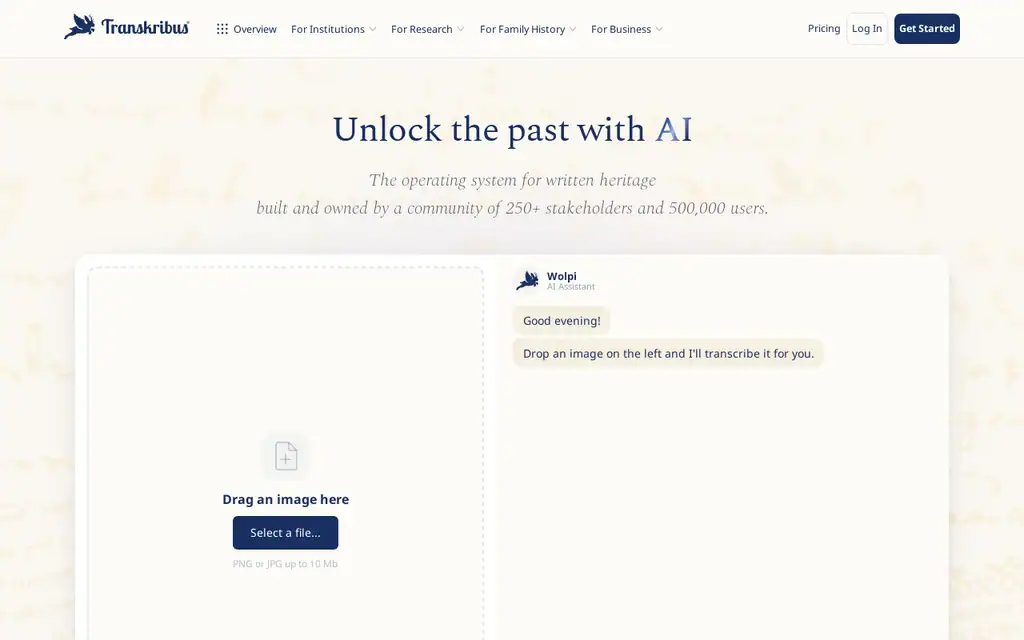 Transkribus
Overview
For Institutions
For Research
For Family History
For Business
Pricing
Log In
Get Started
Unlock the past with AI
The operating system for written heritage
built and owned by a community of 250+ stakeholders and 500,000 users.
Drag an image here
Select a file...
PNG or JPG up to 10 Mb
Wolpi
AI Assistant
Good evening!
Drop an image on the left and I'll transcribe it for you.